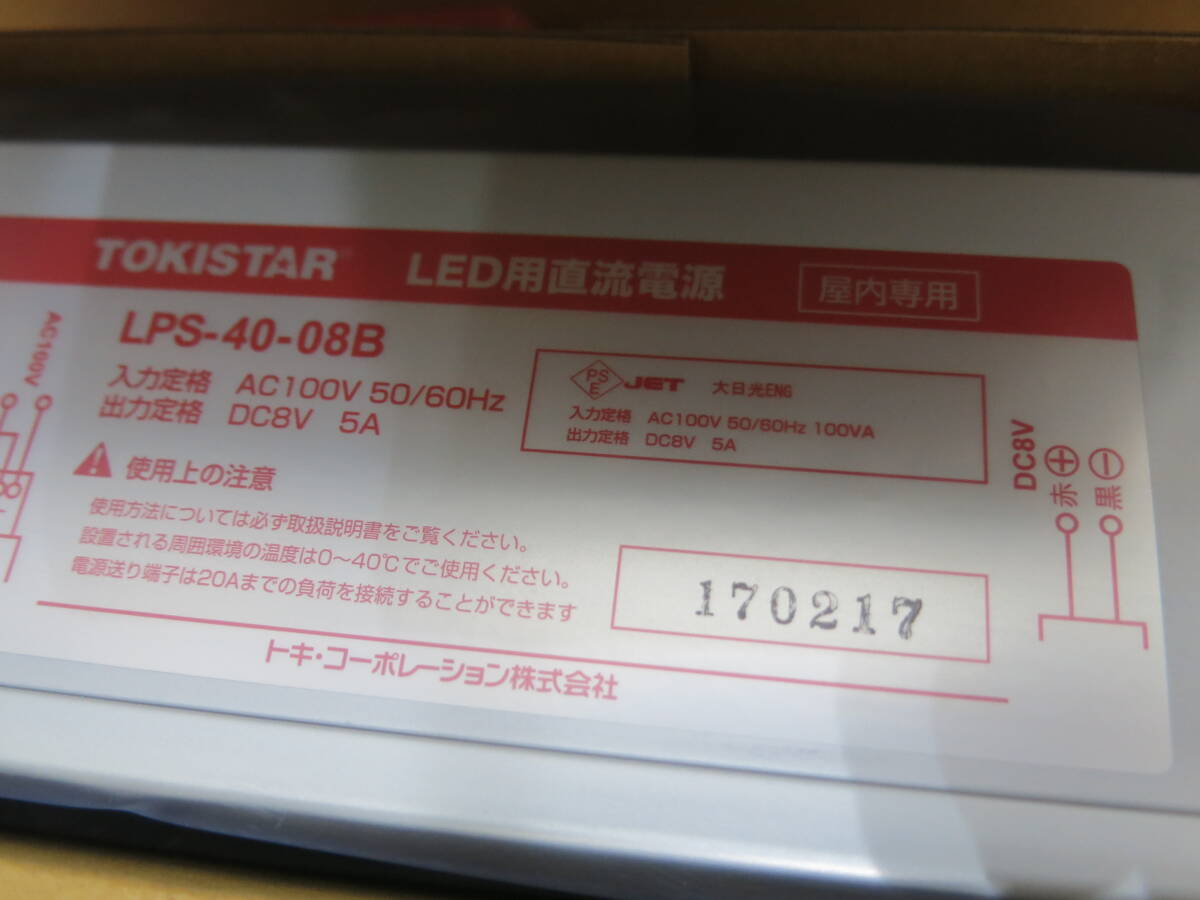 TOKISTAR LED用直流電源 屋内専用
LPS-40-08B
入力定格 AC100V 50/60Hz
出力定格 DC8V 5A
PSE JET 大日光ENG
入力定格 AC100V 50/60Hz 100VA
出力定格 DC8V 5A
AC100V
使用上の注意
使用方法については必ず取扱説明書をご覧ください。
設置される周囲環境の温度は0～40℃でご使用ください。
電源送り端子は20Aまでの負荷を接続することができます
170217
DC8V
赤 +
黒 -
トキ・コーポレーション株式会社